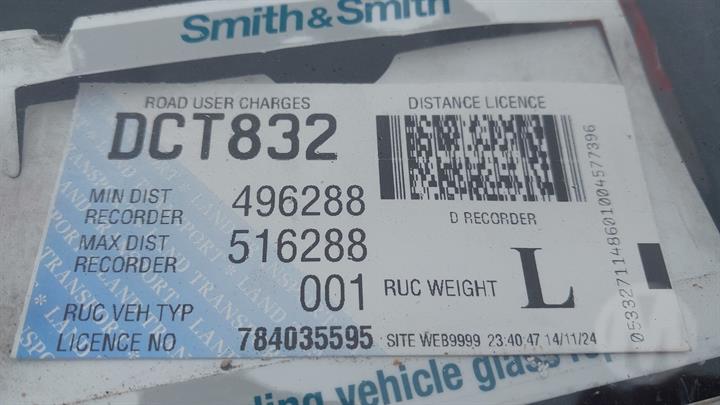 Smith&Smith
ROAD USER CHARGES
DISTANCE LICENCE
DCT832
MIN DIST RECORDER 496288
D RECORDER
MAX DIST RECORDER 516288
RUC VEH TYP 001
RUC WEIGHT L
LICENCE NO 784035595
SITE WEB9999 23:40:47 14/11/24
vehicle glass